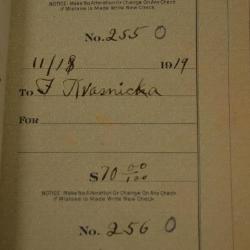 NOTICE: Make No Alteration Or Change On Any Check
If Mistake Is Made Write New Check
No. 255 0
11/18 1919
TO F Kvasnicka
FOR
$70 00/100
NOTICE: Make No Alteration Or Change On Any Check
If Mistake Is Made Write New Check
No. 256 0